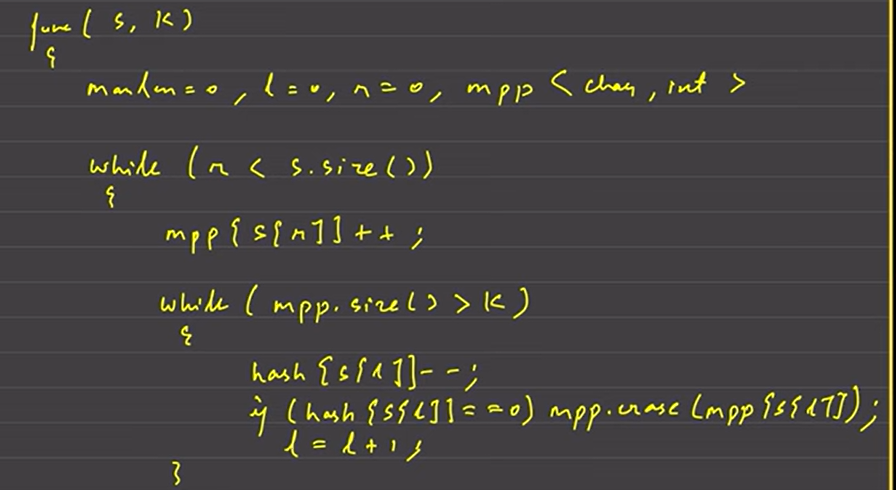 func( s, k)
{
maxlen = 0, l = 0, r = 0, mpp < char, int >
while (r < s.size())
{
mpp[s[r]]++;
while (mpp.size() > k)
{
hash[s[l]]--;
if (hash[s[l]] == 0) mpp.erase(mpp[s[l]]);
l = l + 1;
}